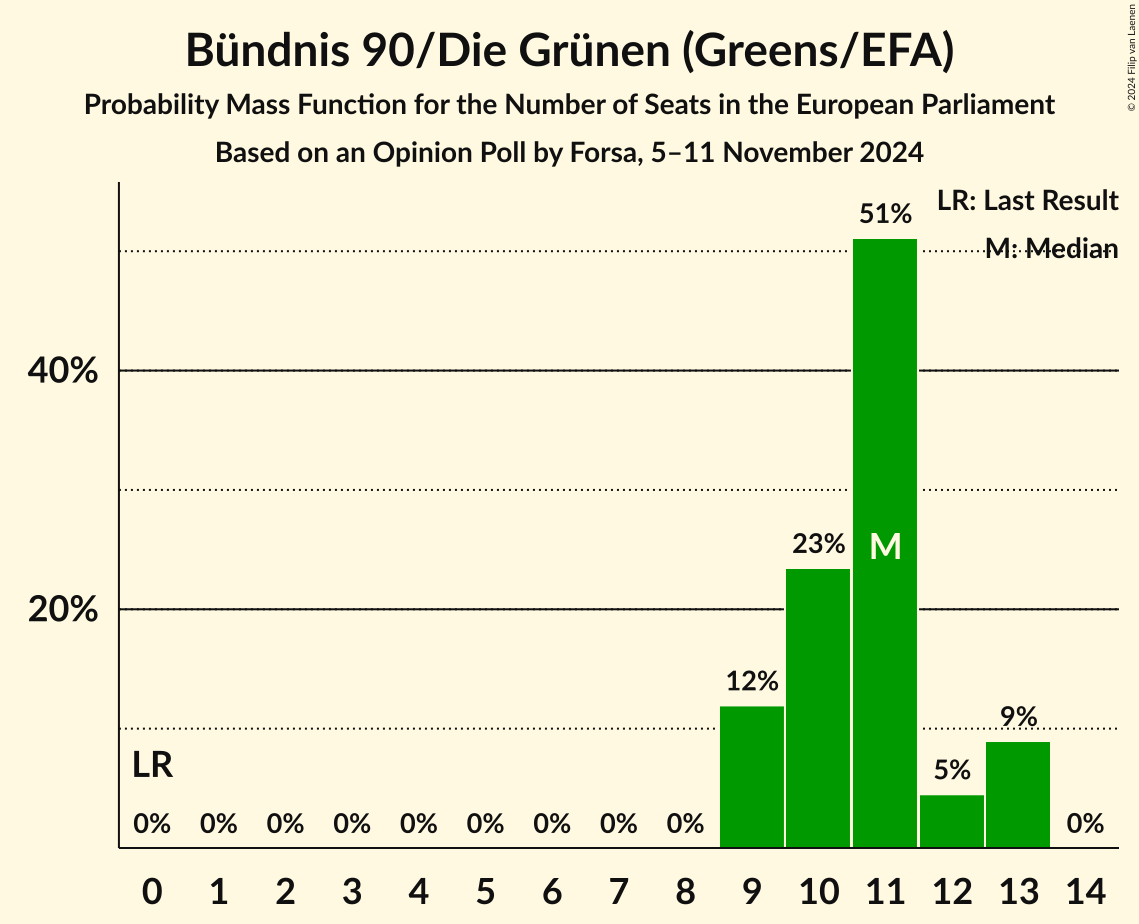 Bündnis 90/Die Grünen (Greens/EFA)
Probability Mass Function for the Number of Seats in the European Parliament
Based on an Opinion Poll by Forsa, 5–11 November 2024
© 2024 Filip van Laenen
LR: Last Result
M: Median
51%
40%
23%
M
20%
12%
9%
LR
5%
0% 0% 0% 0% 0% 0% 0% 0% 0% 0%
0 1 2 3 4 5 6 7 8 9 10 11 12 13 14